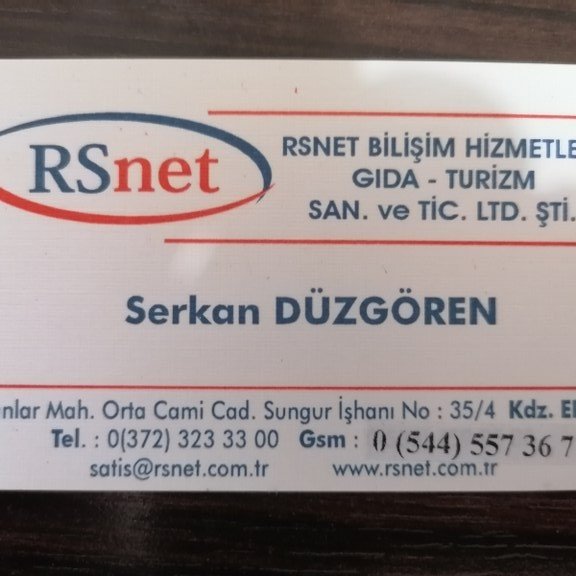 RSnet
RSNET BİLİŞİM HİZMETLE
GIDA - TURİZM
SAN. ve TİC. LTD. ŞTİ.
Serkan DÜZGÖREN
nlar Mah. Orta Cami Cad. Sungur İşhanı No : 35/4 Kdz. E
Tel. : 0(372) 323 33 00 Gsm : 0 (544) 557 36 7
satis@rsnet.com.tr www.rsnet.com.tr